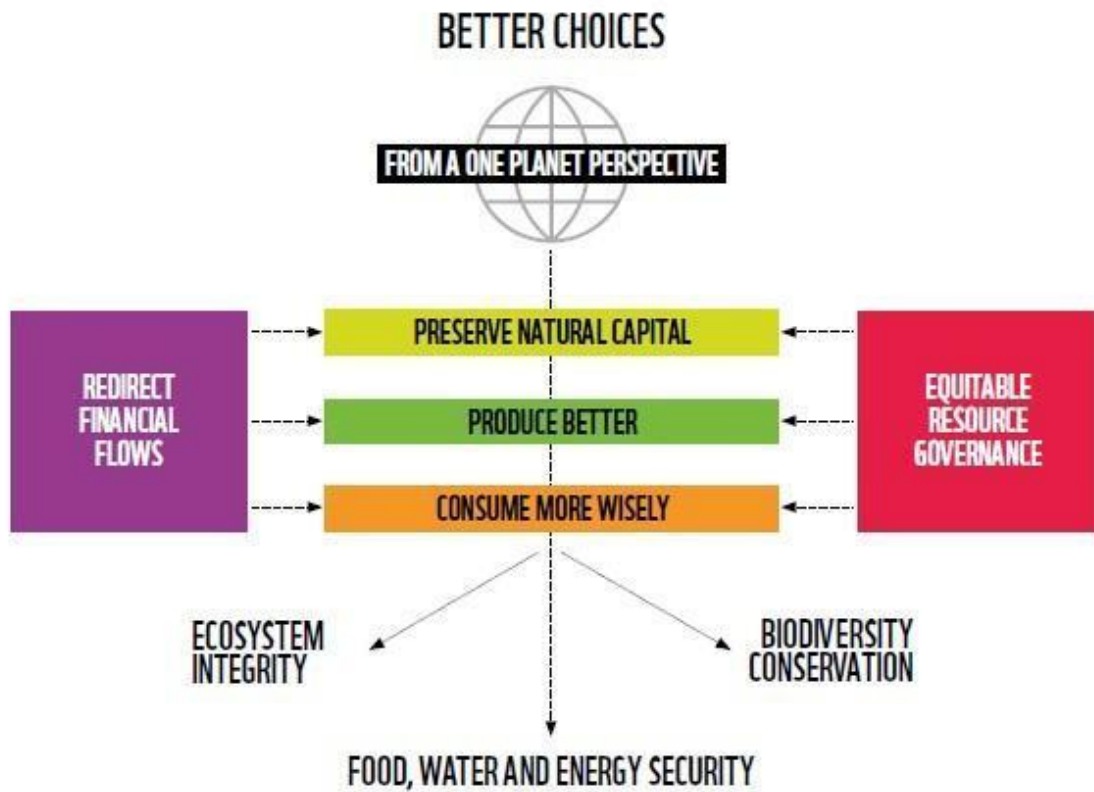 BETTER CHOICES
FROM A ONE PLANET PERSPECTIVE
REDIRECT
FINANCIAL
FLOWS
PRESERVE NATURAL CAPITAL
PRODUCE BETTER
CONSUME MORE WISELY
EQUITABLE
RESOURCE
GOVERNANCE
ECOSYSTEM
INTEGRITY
BIODIVERSITY
CONSERVATION
FOOD, WATER AND ENERGY SECURITY